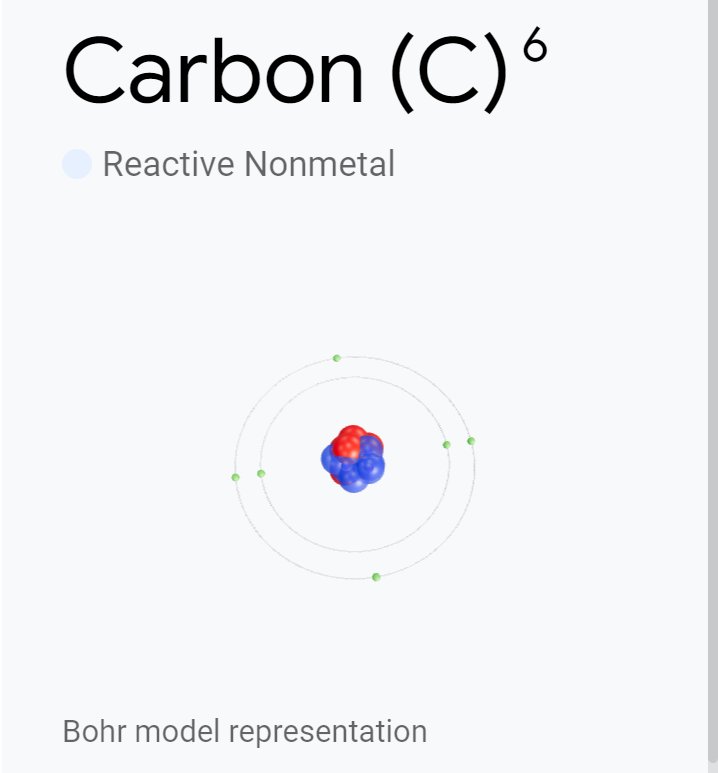 Carbon (C) 6
Reactive Nonmetal
Bohr model representation